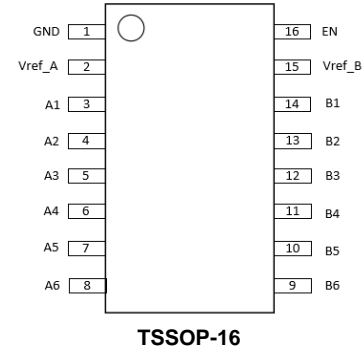 GND 1 16 EN
Vref_A 2 15 Vref_B
A1 3 14 B1
A2 4 13 B2
A3 5 12 B3
A4 6 11 B4
A5 7 10 B5
A6 8 9 B6
TSSOP-16